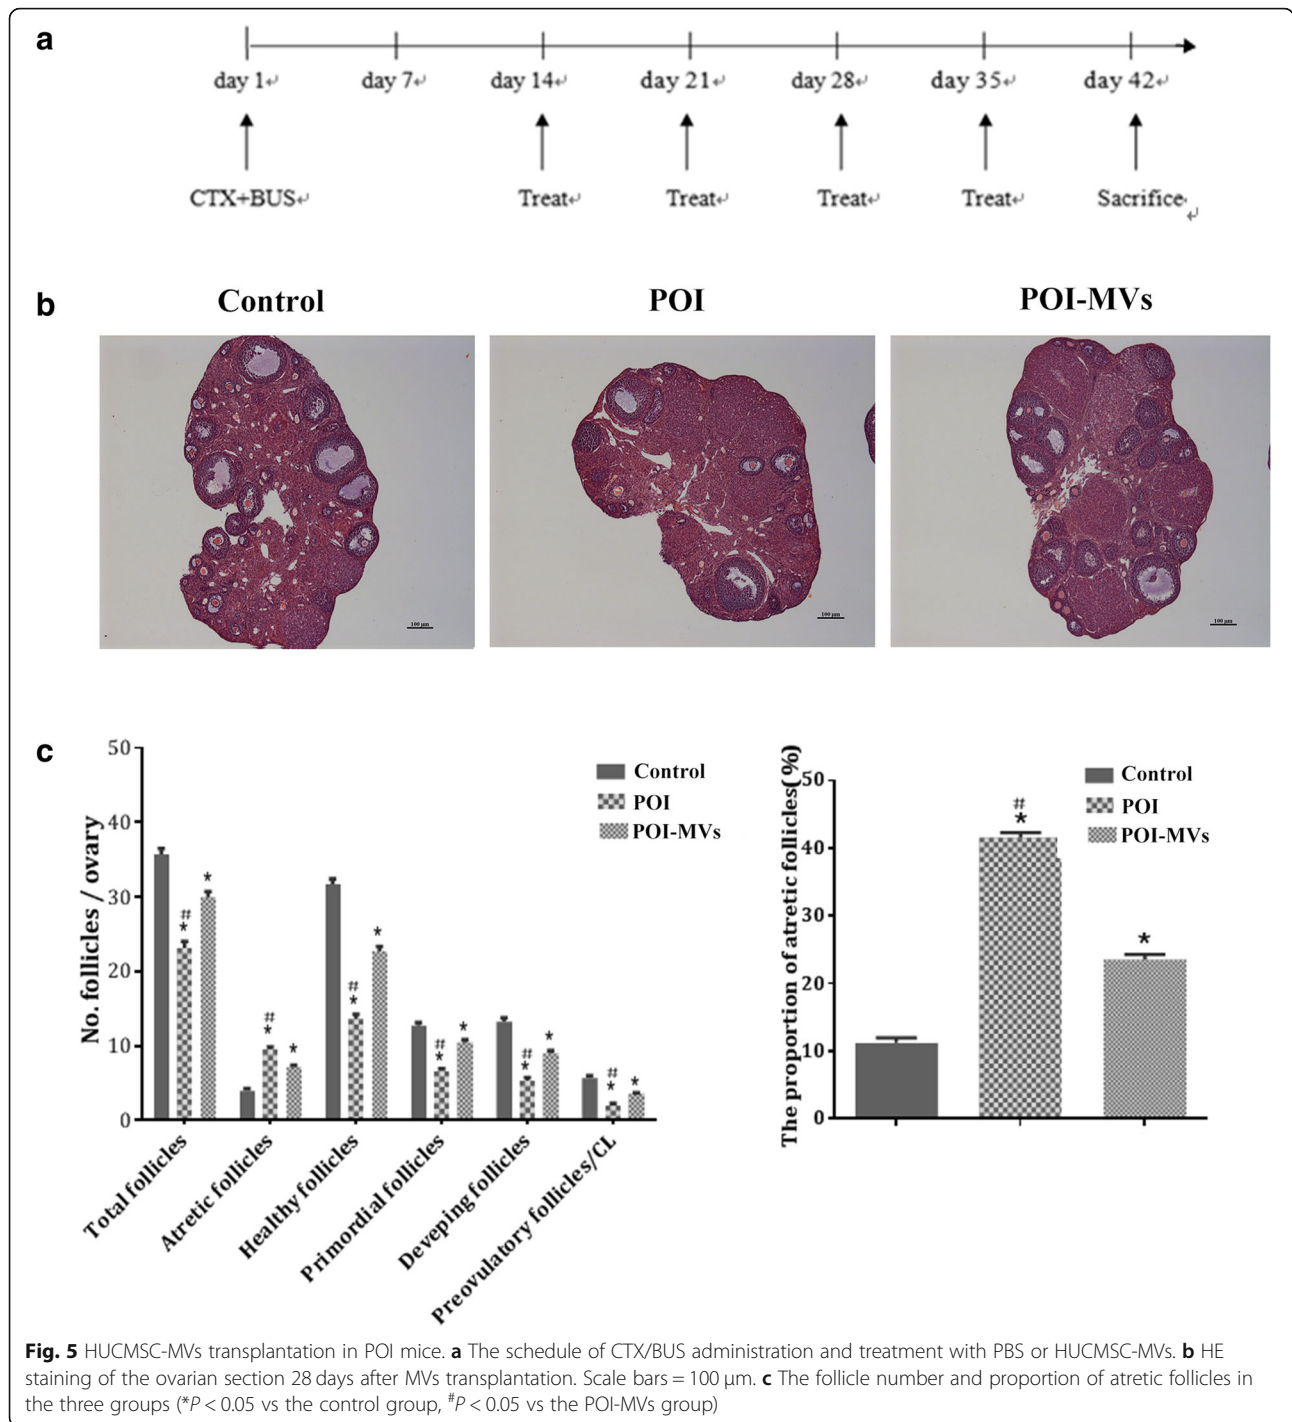 a
day 1↵ day 7↵ day 14↵ day 21↵ day 28↵ day 35↵ day 42↵
CTX+BUS↵ Treat↵ Treat↵ Treat↵ Treat↵ Sacrifice↵
↵
b
Control POI POI-MVs
100 μm 100 μm 100 μm
c
No. follicles / ovary
50
40
30
20
10
0
Control
POI
POI-MVs
*
#
*
#
*
*
#
*
*
#
*
*
#
*
*
#
*
*
Total follicles
Atretic follicles
Healthy follicles
Primordial follicles
Deveping follicles
Preovulatory follicles/CL
The proportion of atretic follicles(%)
50
40
30
20
10
0
Control
POI
POI-MVs
#
*
*
Fig. 5 HUCMSC-MVs transplantation in POI mice. a The schedule of CTX/BUS administration and treatment with PBS or HUCMSC-MVs. b HE
staining of the ovarian section 28 days after MVs transplantation. Scale bars = 100 μm. c The follicle number and proportion of atretic follicles in
the three groups (*P < 0.05 vs the control group, #P < 0.05 vs the POI-MVs group)